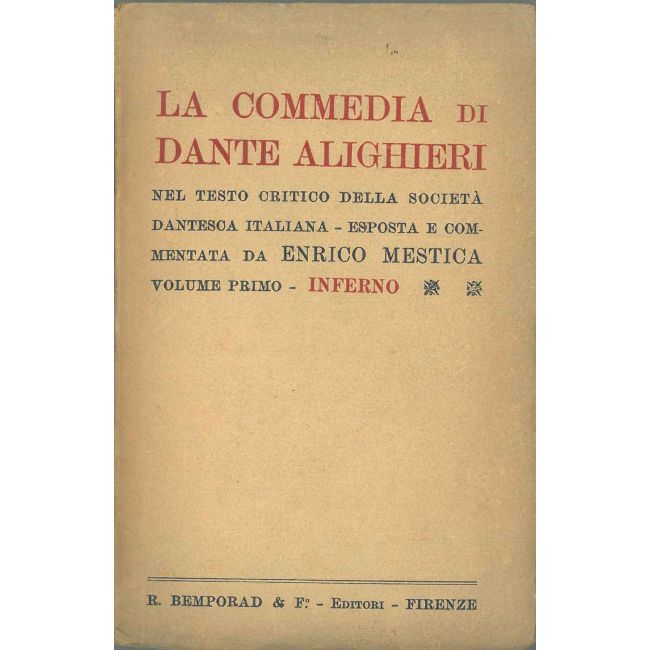 LA COMMEDIA DI
DANTE ALIGHIERI
NEL TESTO CRITICO DELLA SOCIETÀ
DANTESCA ITALIANA - ESPOSTA E COM-
MENTATA DA ENRICO MESTICA
VOLUME PRIMO - INFERNO
R. BEMPORAD & F.º - EDITORI - FIRENZE